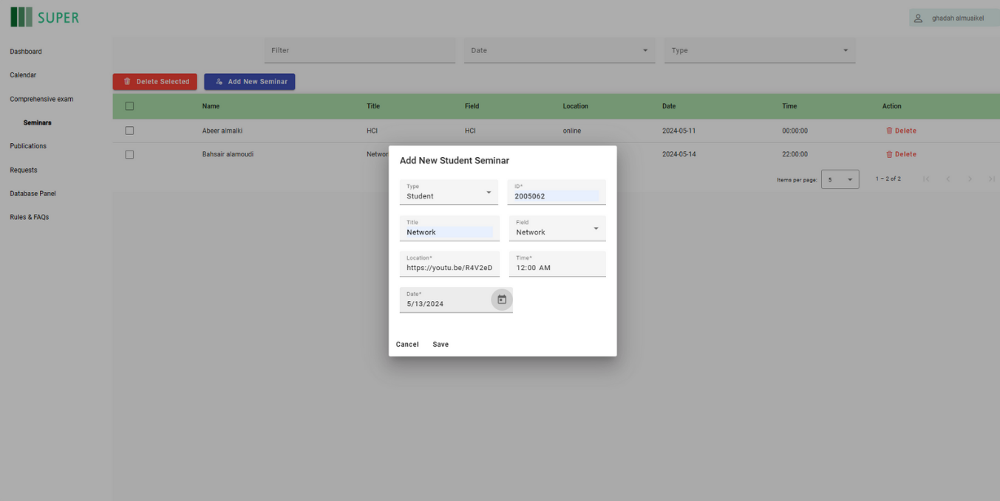 SUPER
ghadah almuaikel
Dashboard
Calendar
Comprehensive exam
Seminars
Publications
Requests
Database Panel
Rules & FAQs
Filter
Date
Type
Delete Selected
Add New Seminar
Name Title Field Location Date Time Action
Abeer almalki HCI HCI online 2024-05-11 00:00:00 Delete
Bahsair alamoudi Networ 2024-05-14 22:00:00 Delete
Items per page: 5 1 – 2 of 2
Add New Student Seminar
Type
Student
ID*
2005062
Title
Network
Field
Network
Location*
https://youtu.be/R4V2eD
Time*
12:00 AM
Date*
5/13/2024
Cancel Save